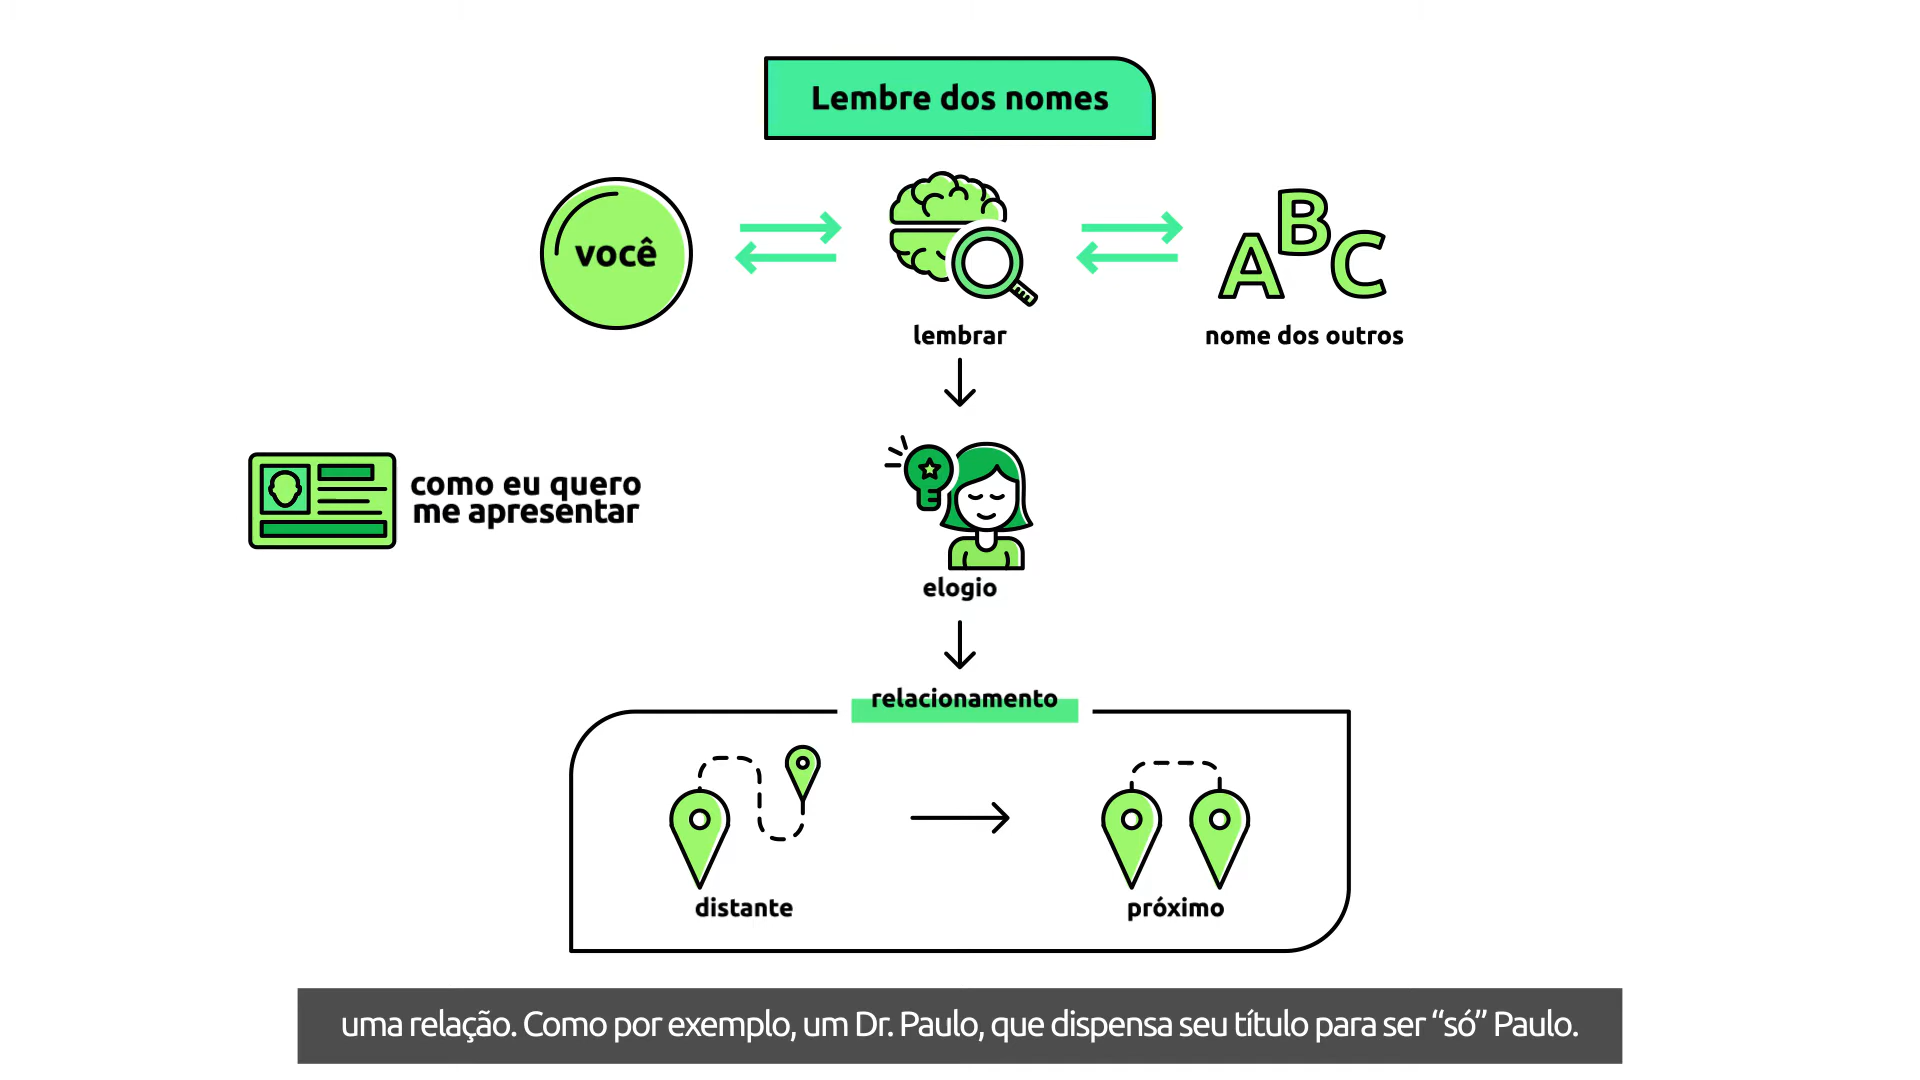 Lembre dos nomes
você
A B C
lembrar
nome dos outros
como eu quero
me apresentar
elogio
relacionamento
distante
próximo
uma relação. Como por exemplo, um Dr. Paulo, que dispensa seu título para ser “só” Paulo.